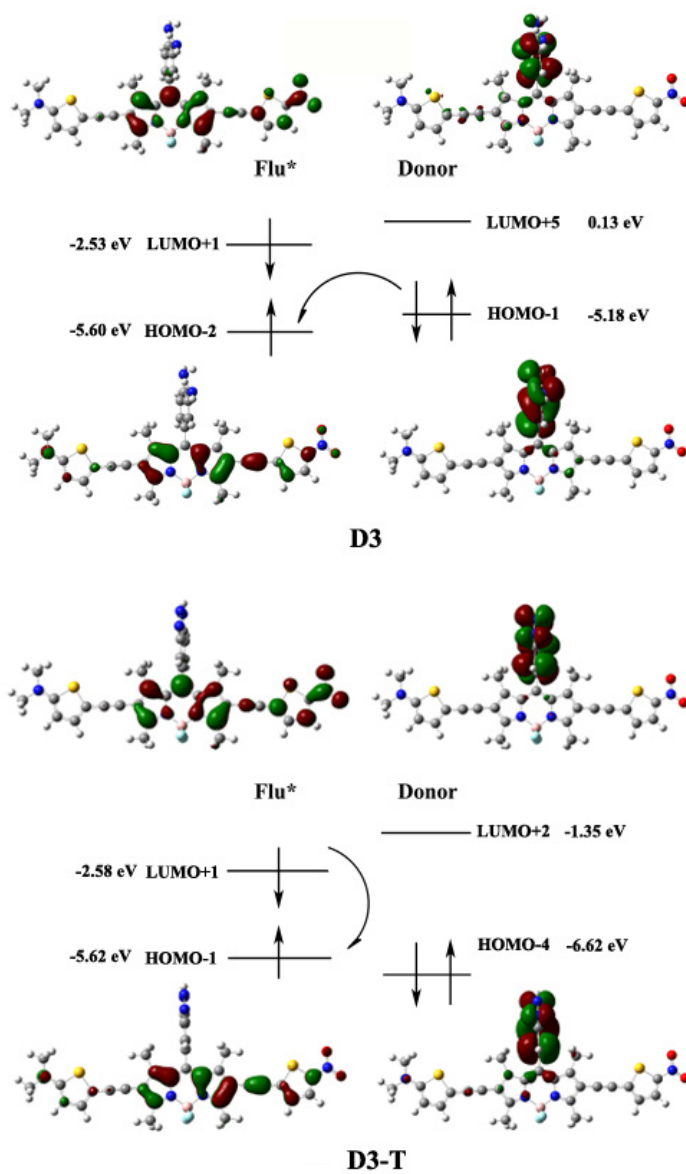 Flu* Donor
LUMO+5 0.13 eV
-2.53 eV LUMO+1
HOMO-1 -5.18 eV
-5.60 eV HOMO-2
D3
Flu* Donor
LUMO+2 -1.35 eV
-2.58 eV LUMO+1
HOMO-4 -6.62 eV
-5.62 eV HOMO-1
D3-T